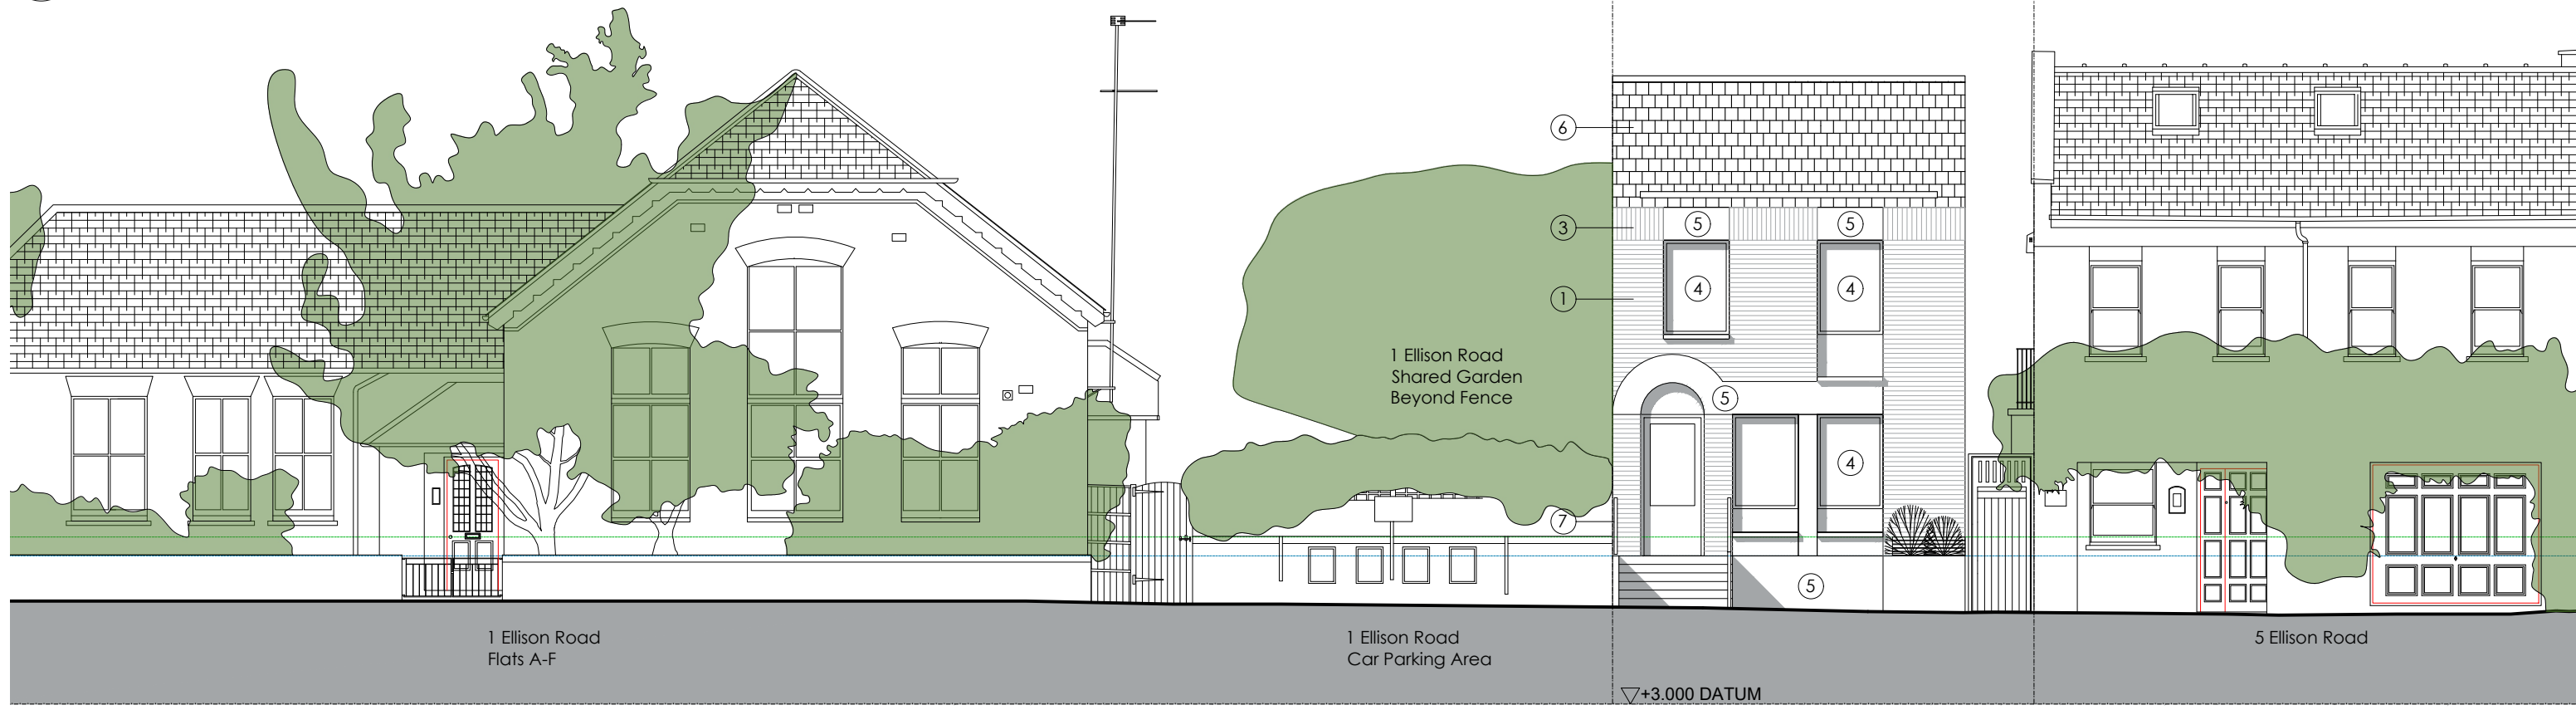 6
3
5
5
1
4
4
1 Ellison Road
Shared Garden
Beyond Fence
5
4
7
5
1 Ellison Road
Flats A-F
1 Ellison Road
Car Parking Area
5 Ellison Road
+3.000 DATUM